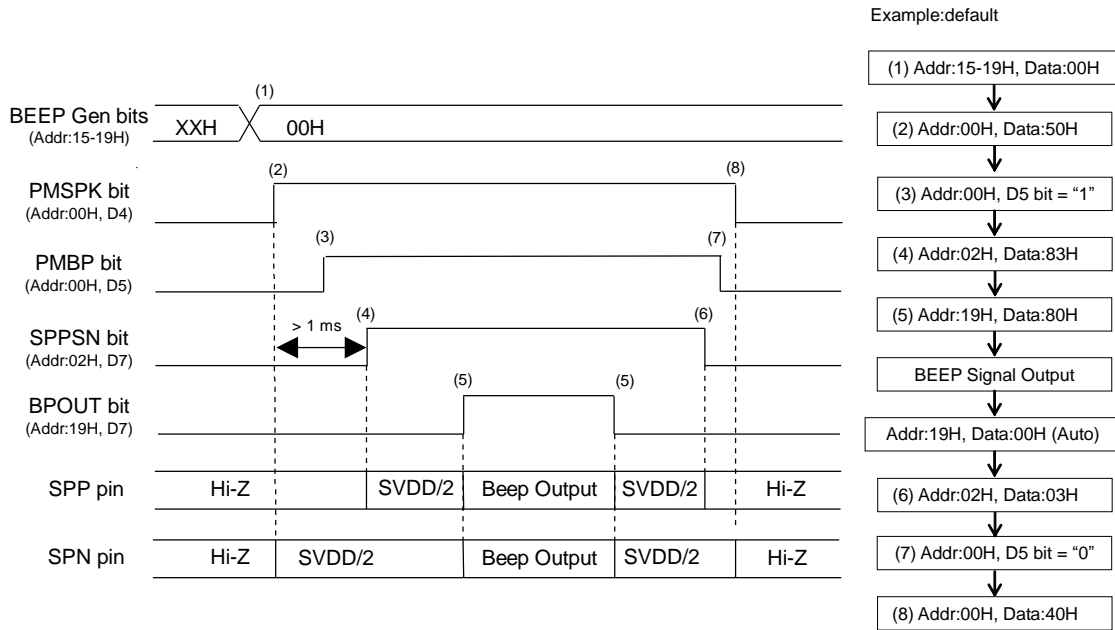 Example:default
(1) Addr:15-19H, Data:00H
(2) Addr:00H, Data:50H
(3) Addr:00H, D5 bit = “1”
(4) Addr:02H, Data:83H
(5) Addr:19H, Data:80H
BEEP Signal Output
Addr:19H, Data:00H (Auto)
(6) Addr:02H, Data:03H
(7) Addr:00H, D5 bit = “0”
(8) Addr:00H, Data:40H
BEEP Gen bits
(Addr:15-19H)
XXH
(1)
00H
PMSPK bit
(Addr:00H, D4)
(2)
(8)
PMBP bit
(Addr:00H, D5)
(3)
(7)
SPPSN bit
(Addr:02H, D7)
> 1 ms
(4)
(6)
BPOUT bit
(Addr:19H, D7)
(5)
(5)
SPP pin
Hi-Z
SVDD/2
Beep Output
SVDD/2
Hi-Z
SPN pin
Hi-Z
SVDD/2
Beep Output
SVDD/2
Hi-Z